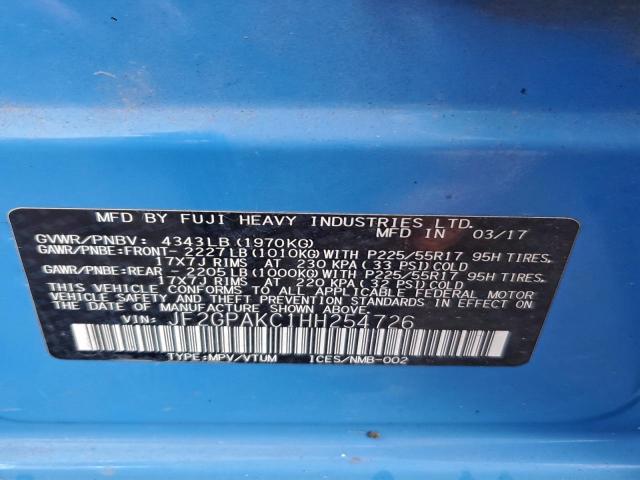 MFD BY FUJI HEAVY INDUSTRIES LTD.
MFD IN 03/17
GVWR/PNBV: 4343LB(1970KG)
GAWR/PNBE:FRONT- 2227LB(1010KG)WITH P225/55R17 95H TIRES,
17X7J RIMS AT 230 KPA(33 PSI)COLD
GAWR/PNBE:REAR - 2205LB(1000KG)WITH P225/55R17 95H TIRES,
17X7J RIMS AT 220 KPA(32 PSI)COLD
THIS VEHICLE CONFORMS TO ALL APPLICABLE FEDERAL MOTOR
VEHICLE SAFETY, BUMPER, AND THEFT PREVENTION STANDARDS IN EFFECT ON
THE DATE OF MANUFACTURE SHOWN ABOVE.
VIN: JF2GPAKC1HH254726
TYPE:MPV/VTUM ICES/NMB-002